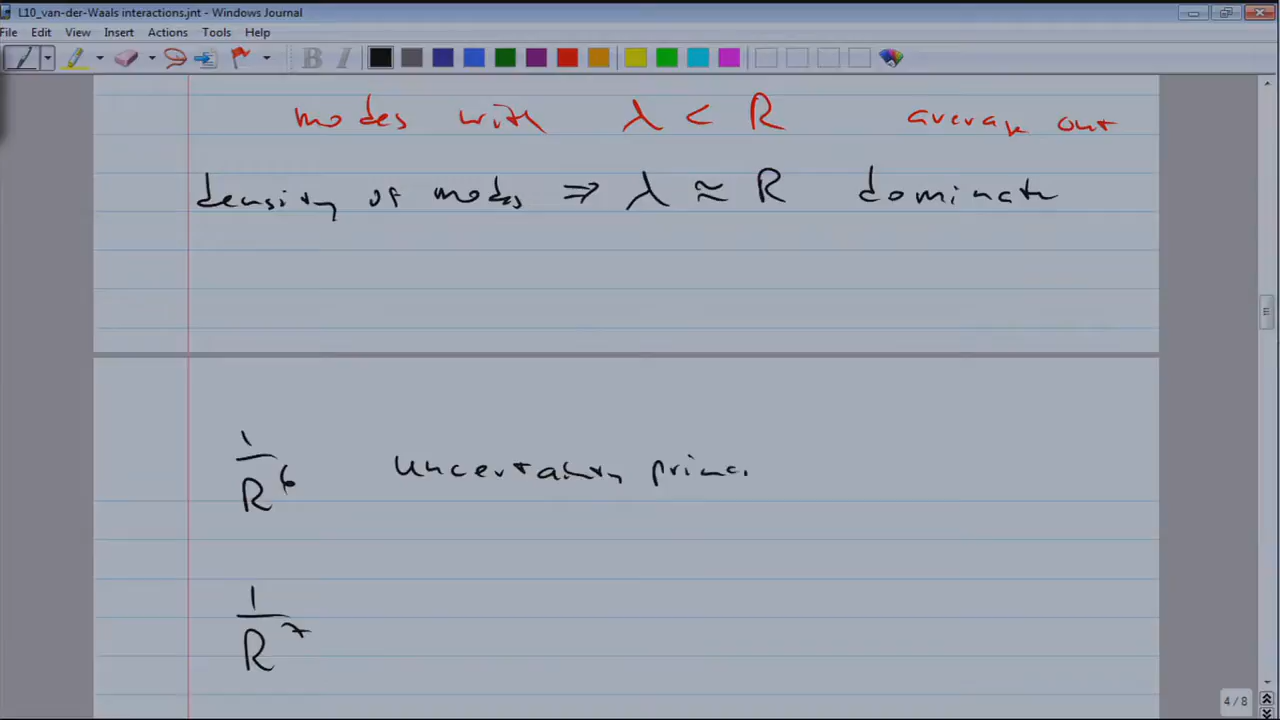 L10_van-der-Waals interactions.jnt - Windows Journal
File Edit View Insert Actions Tools Help
modes with λ < R average out
density of modes ⇒ λ ≈ R dominate
1/R⁶ uncertainty princ.
1/R⁷
4 / 8